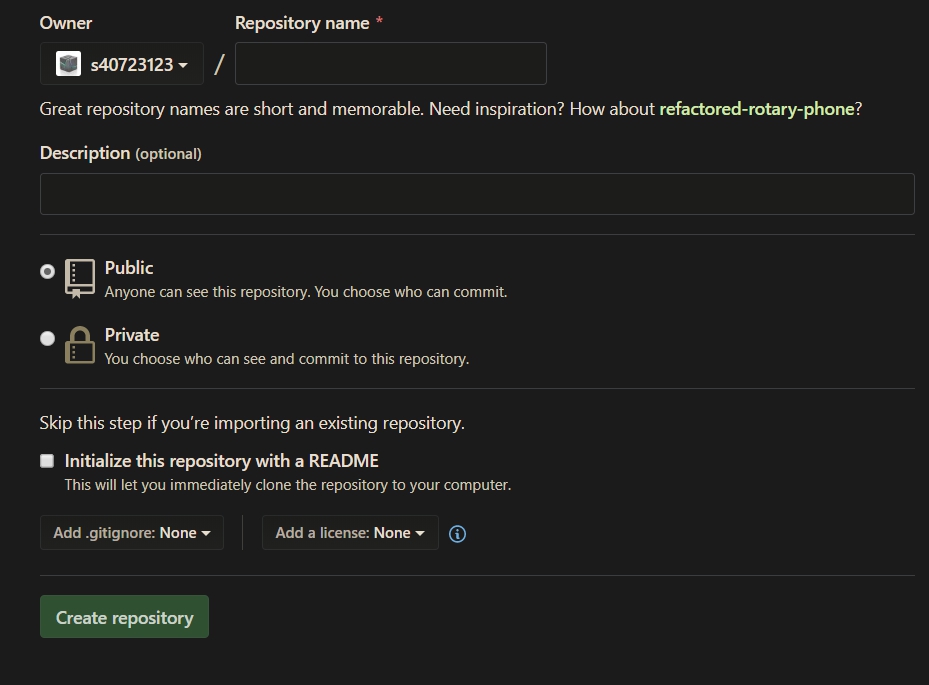 Owner
Repository name *
s40723123 /
Great repository names are short and memorable. Need inspiration? How about refactored-rotary-phone?
Description (optional)
Public
Anyone can see this repository. You choose who can commit.
Private
You choose who can see and commit to this repository.
Skip this step if you’re importing an existing repository.
Initialize this repository with a README
This will let you immediately clone the repository to your computer.
Add .gitignore: None
Add a license: None
Create repository